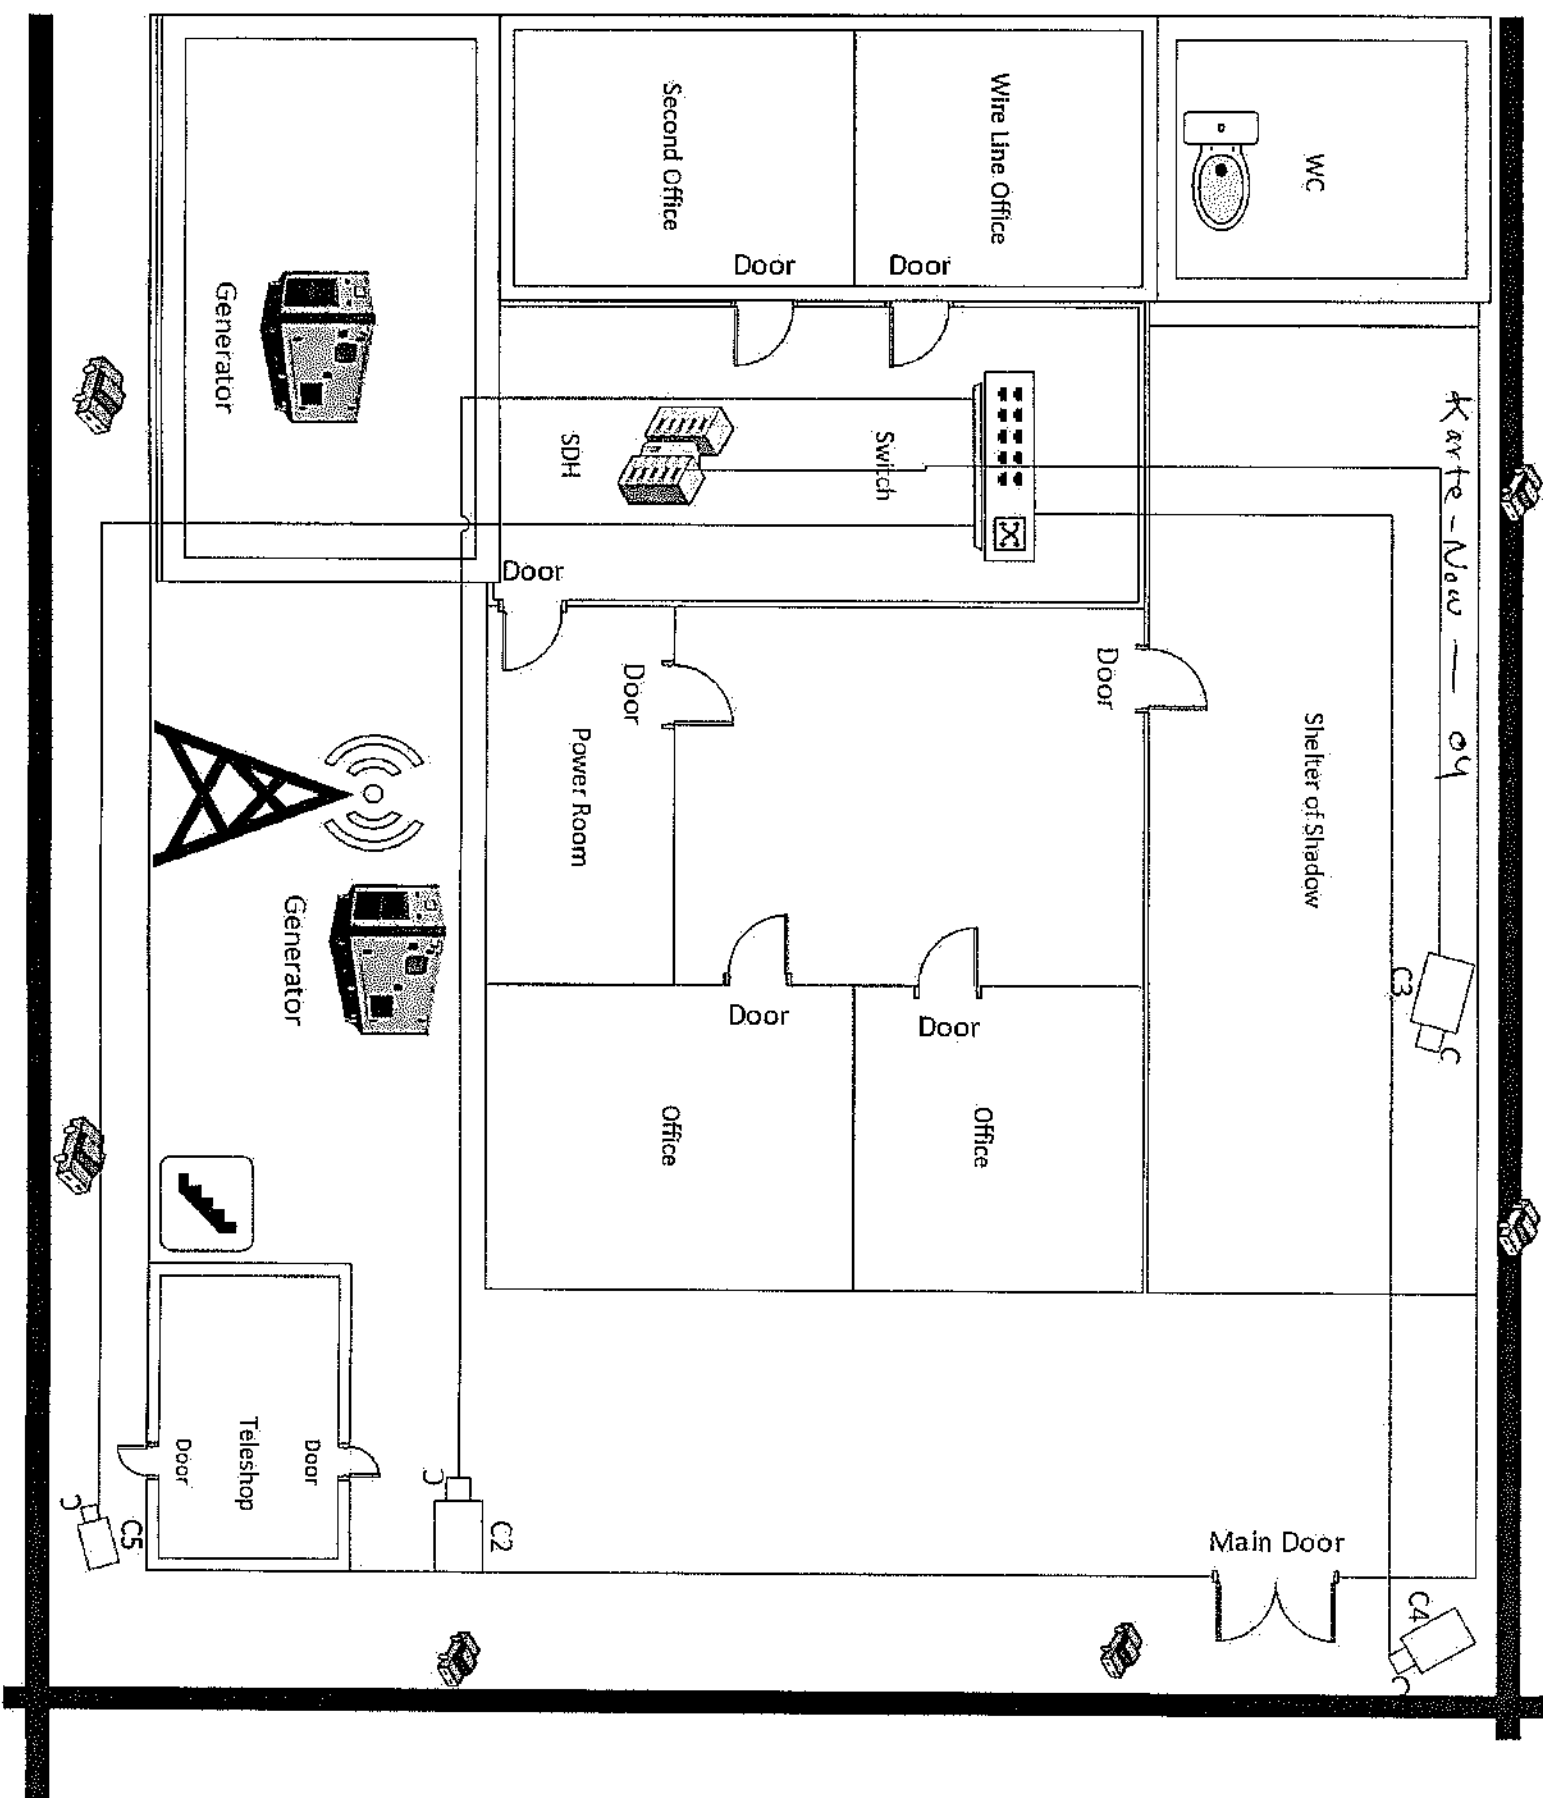 WC
Wire Line Office
Second Office
Door
Door
Generator
Karte-Now — 04
Switch
SDH
Door
Door
Door
Power Room
Shelter of Shadow
Generator
C3
Door
Door
Office
Office
Teleshop
Door
Door
C5
C2
Main Door
C4